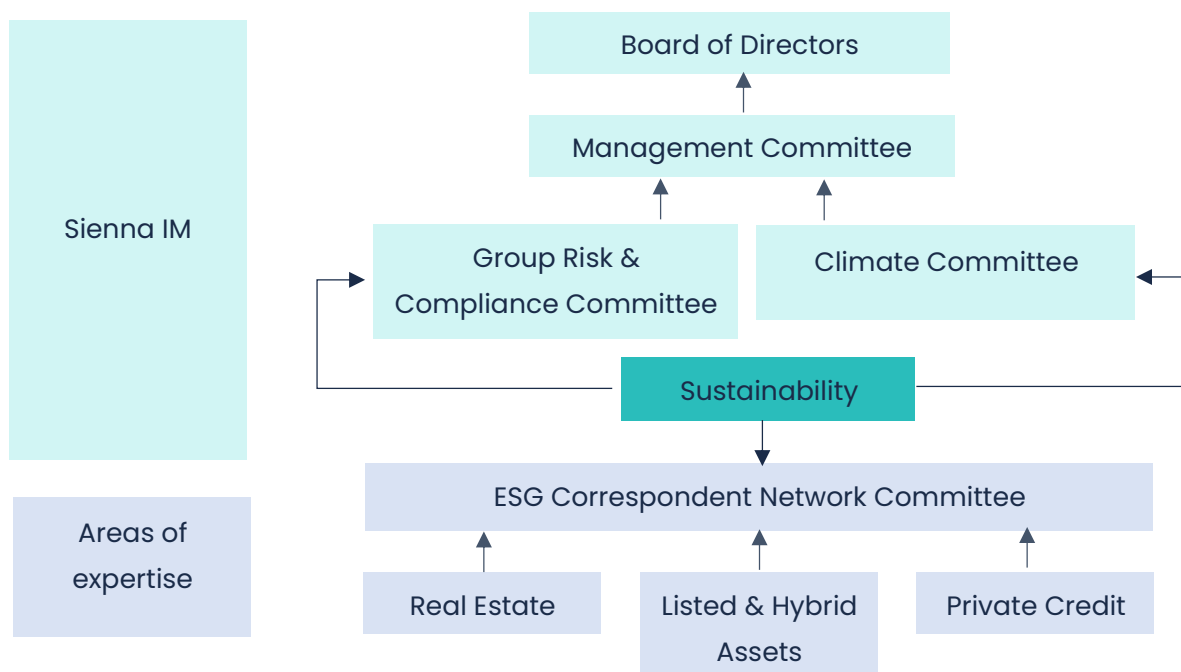 Board of Directors
Management Committee
Sienna IM
Group Risk &
Compliance Committee
Climate Committee
Sustainability
ESG Correspondent Network Committee
Areas of
expertise
Real Estate
Listed & Hybrid
Assets
Private Credit